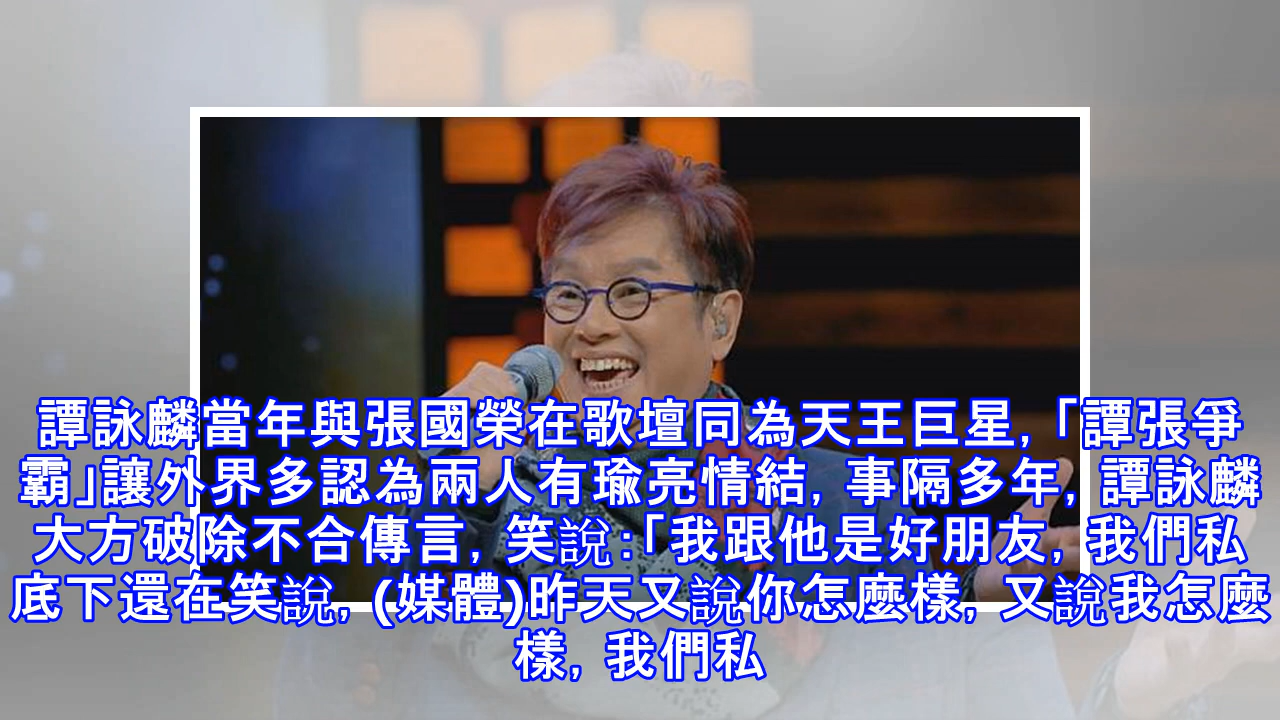 譚詠麟當年與張國榮在歌壇同為天王巨星,「譚張爭
霸」讓外界多認為兩人有瑜亮情結, 事隔多年, 譚詠麟
大方破除不合傳言, 笑說:「我跟他是好朋友, 我們私
底下還在笑說, (媒體)昨天又說你怎麼樣, 又說我怎麼
樣, 我們私